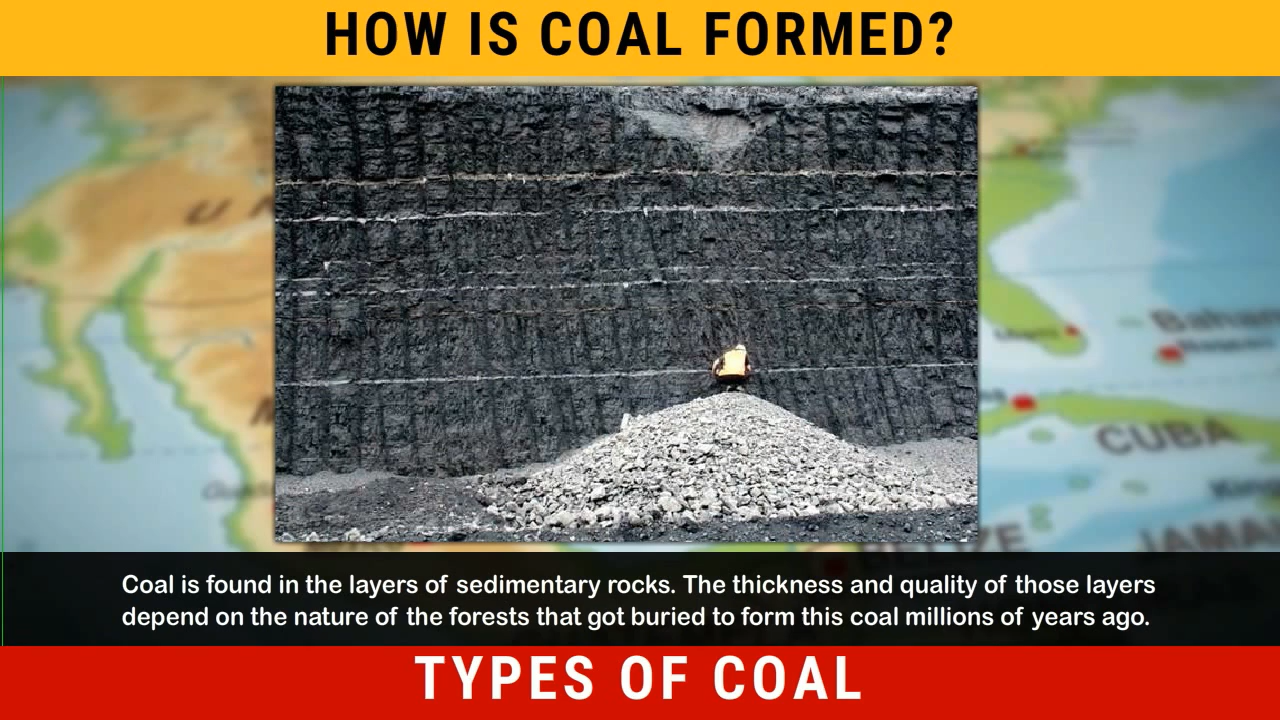 HOW IS COAL FORMED?
CUBA
Coal is found in the layers of sedimentary rocks. The thickness and quality of those layers
depend on the nature of the forests that got buried to form this coal millions of years ago.
TYPES OF COAL